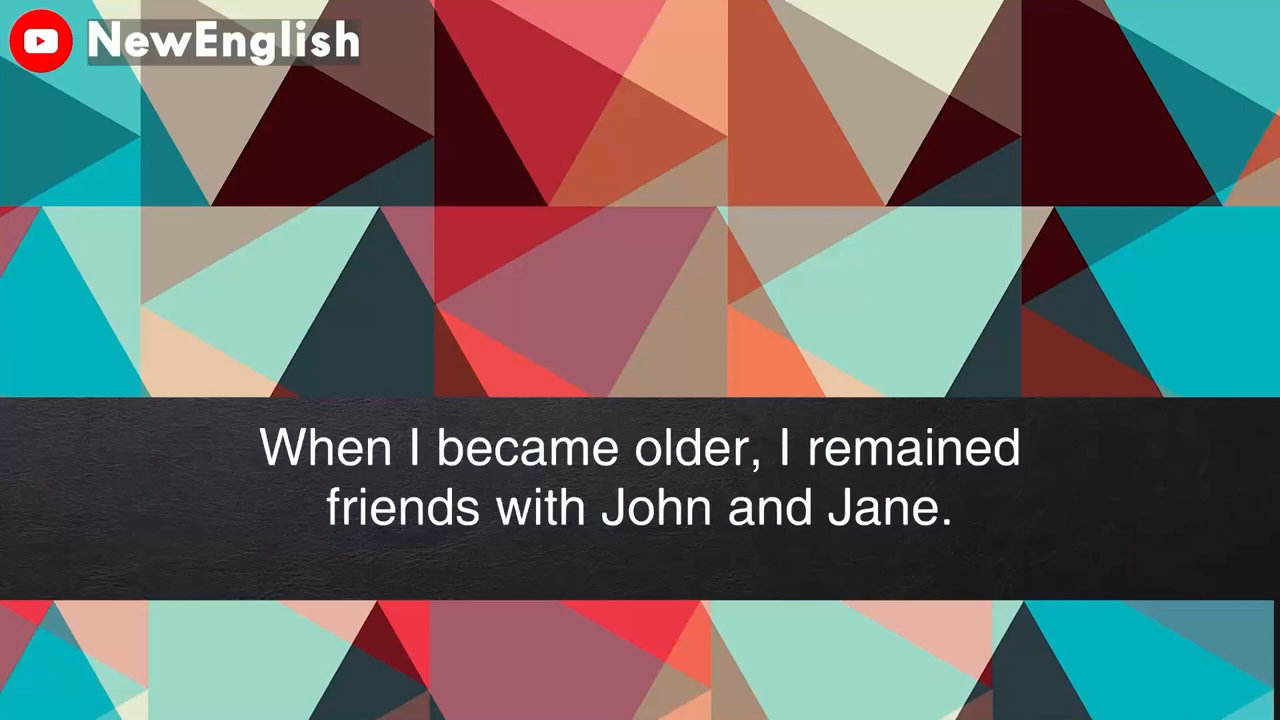 NewEnglish
When I became older, I remained
friends with John and Jane.